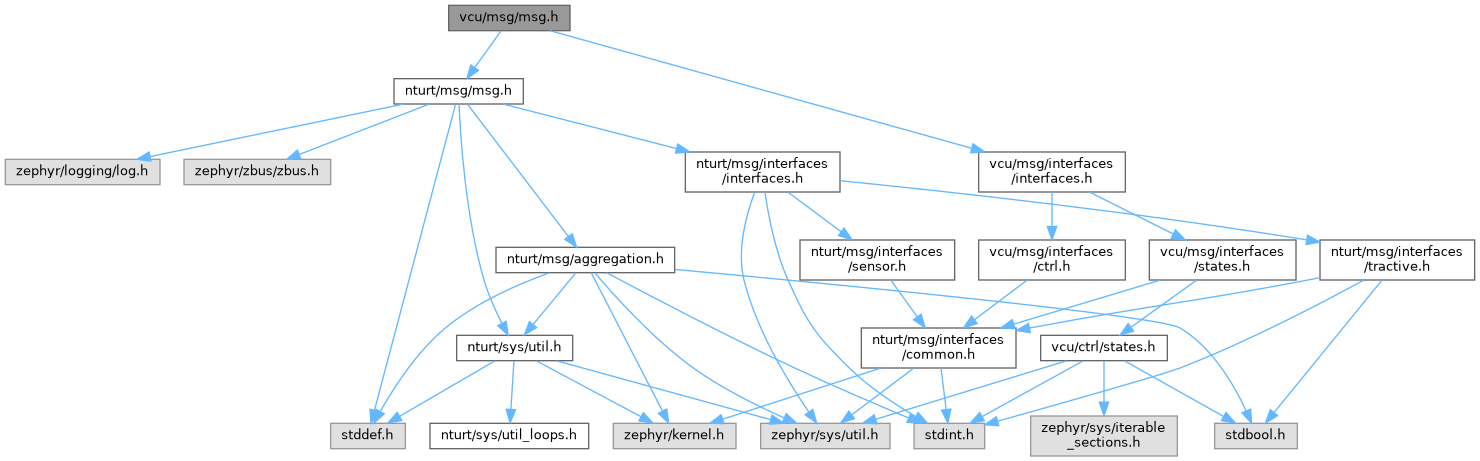 vcu/msg/msg.h
nturt/msg/msg.h
zephyr/logging/log.h
zephyr/zbus/zbus.h
nturt/msg/interfaces
/interfaces.h
vcu/msg/interfaces
/interfaces.h
nturt/msg/aggregation.h
nturt/msg/interfaces
/sensor.h
vcu/msg/interfaces
/ctrl.h
vcu/msg/interfaces
/states.h
nturt/msg/interfaces
/tractive.h
nturt/sys/util.h
nturt/msg/interfaces
/common.h
vcu/ctrl/states.h
stddef.h
nturt/sys/util_loops.h
zephyr/kernel.h
zephyr/sys/util.h
stdint.h
zephyr/sys/iterable
_sections.h
stdbool.h